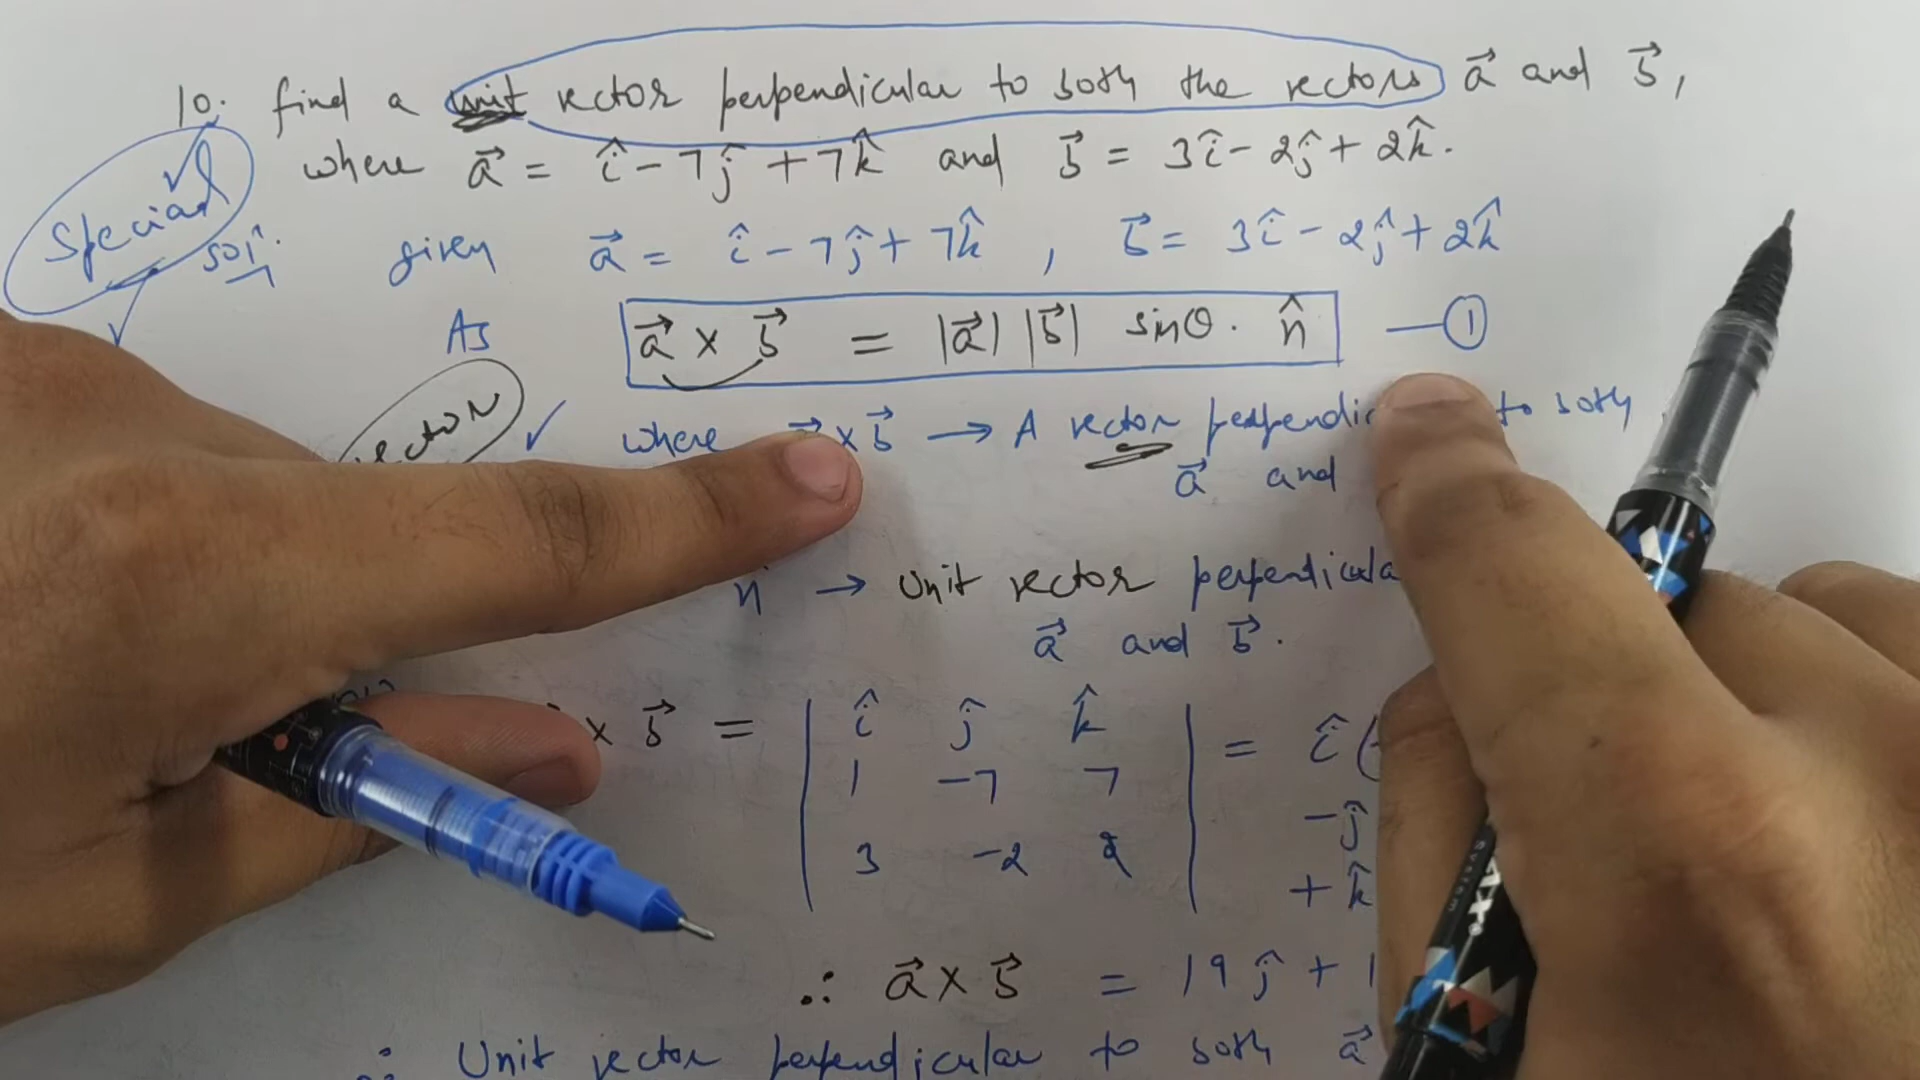 10. find a unit vector perpendicular to both the vectors a⃗ and b⃗,
where a⃗ = î - 7ĵ + 7k̂ and b⃗ = 3î - 2ĵ + 2k̂.
Special
sol.
given a⃗ = î - 7ĵ + 7k̂ , b⃗ = 3î - 2ĵ + 2k̂
As a⃗ × b⃗ = |a⃗| |b⃗| sinθ. n̂ — ①
where × b⃗ → A vector to both
a⃗ and
n → Unit vector
a⃗ and b⃗.
× b⃗ = | î ĵ k̂ | = î(
1 -7 7 -ĵ
3 -2 2 + k̂
∴ a⃗ × b⃗ = 19ĵ + 1
∴ Unit vector perpendicular to both a⃗